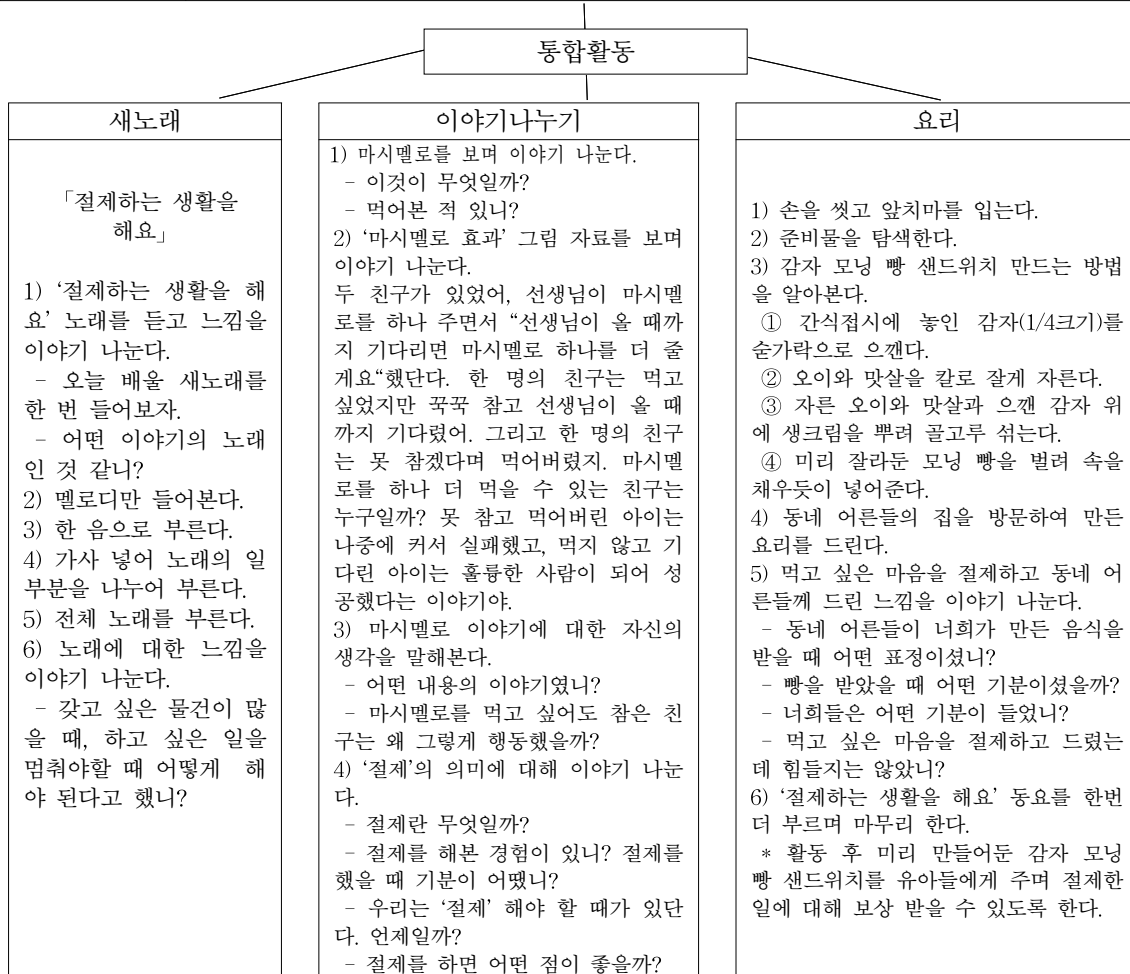 통합활동
새노래
「절제하는 생활을
해요」
1) ‘절제하는 생활을 해
요’ 노래를 듣고 느낌을
이야기 나눈다.
- 오늘 배울 새노래를
한 번 들어보자.
- 어떤 이야기의 노래
인 것 같니?
2) 멜로디만 들어본다.
3) 한 음으로 부른다.
4) 가사 넣어 노래의 일
부분을 나누어 부른다.
5) 전체 노래를 부른다.
6) 노래에 대한 느낌을
이야기 나눈다.
- 갖고 싶은 물건이 많
을 때, 하고 싶은 일을
멈춰야할 때 어떻게 해
야 된다고 했니?
이야기나누기
1) 마시멜로를 보며 이야기 나눈다.
- 이것이 무엇일까?
- 먹어본 적 있니?
2) ‘마시멜로 효과’ 그림 자료를 보며
이야기 나눈다.
두 친구가 있었어, 선생님이 마시멜
로를 하나 주면서 “선생님이 올 때까
지 기다리면 마시멜로 하나를 더 줄
게요“했단다. 한 명의 친구는 먹고
싶었지만 꾹꾹 참고 선생님이 올 때
까지 기다렸어. 그리고 한 명의 친구
는 못 참겠다며 먹어버렸지. 마시멜
로를 하나 더 먹을 수 있는 친구는
누구일까? 못 참고 먹어버린 아이는
나중에 커서 실패했고, 먹지 않고 기
다린 아이는 훌륭한 사람이 되어 성
공했다는 이야기야.
3) 마시멜로 이야기에 대한 자신의
생각을 말해본다.
- 어떤 내용의 이야기였니?
- 마시멜로를 먹고 싶어도 참은 친
구는 왜 그렇게 행동했을까?
4) ‘절제’의 의미에 대해 이야기 나눈
다.
- 절제란 무엇일까?
- 절제를 해본 경험이 있니? 절제를
했을 때 기분이 어땠니?
- 우리는 ‘절제’ 해야 할 때가 있단
다. 언제일까?
- 절제를 하면 어떤 점이 좋을까?
요리
1) 손을 씻고 앞치마를 입는다.
2) 준비물을 탐색한다.
3) 감자 모닝 빵 샌드위치 만드는 방법
을 알아본다.
① 간식접시에 놓인 감자(1/4크기)를
숟가락으로 으깬다.
② 오이와 맛살을 칼로 잘게 자른다.
③ 자른 오이와 맛살과 으깬 감자 위
에 생크림을 뿌려 골고루 섞는다.
④ 미리 잘라둔 모닝 빵을 벌려 속을
채우듯이 넣어준다.
4) 동네 어른들의 집을 방문하여 만든
요리를 드린다.
5) 먹고 싶은 마음을 절제하고 동네 어
른들께 드린 느낌을 이야기 나눈다.
- 동네 어른들이 너희가 만든 음식을
받을 때 어떤 표정이셨니?
- 빵을 받았을 때 어떤 기분이셨을까?
- 너희들은 어떤 기분이 들었니?
- 먹고 싶은 마음을 절제하고 드렸는
데 힘들지는 않았니?
6) ‘절제하는 생활을 해요’ 동요를 한번
더 부르며 마무리 한다.
* 활동 후 미리 만들어둔 감자 모닝
빵 샌드위치를 유아들에게 주며 절제한
일에 대해 보상 받을 수 있도록 한다.